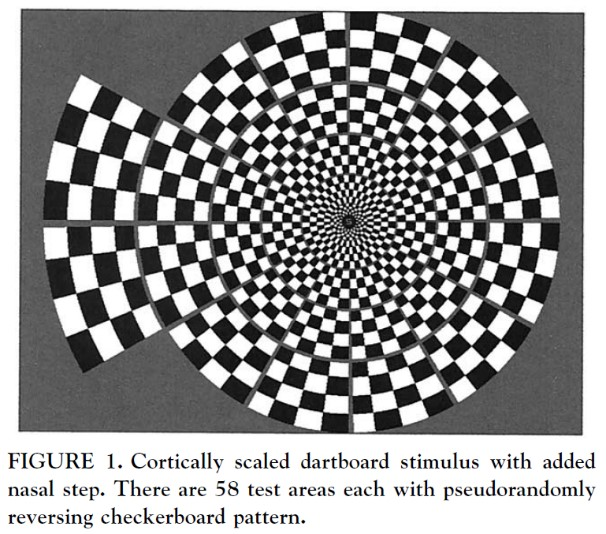 FIGURE 1. Cortically scaled dartboard stimulus with added
nasal step. There are 58 test areas each with pseudorandomly
reversing checkerboard pattern.